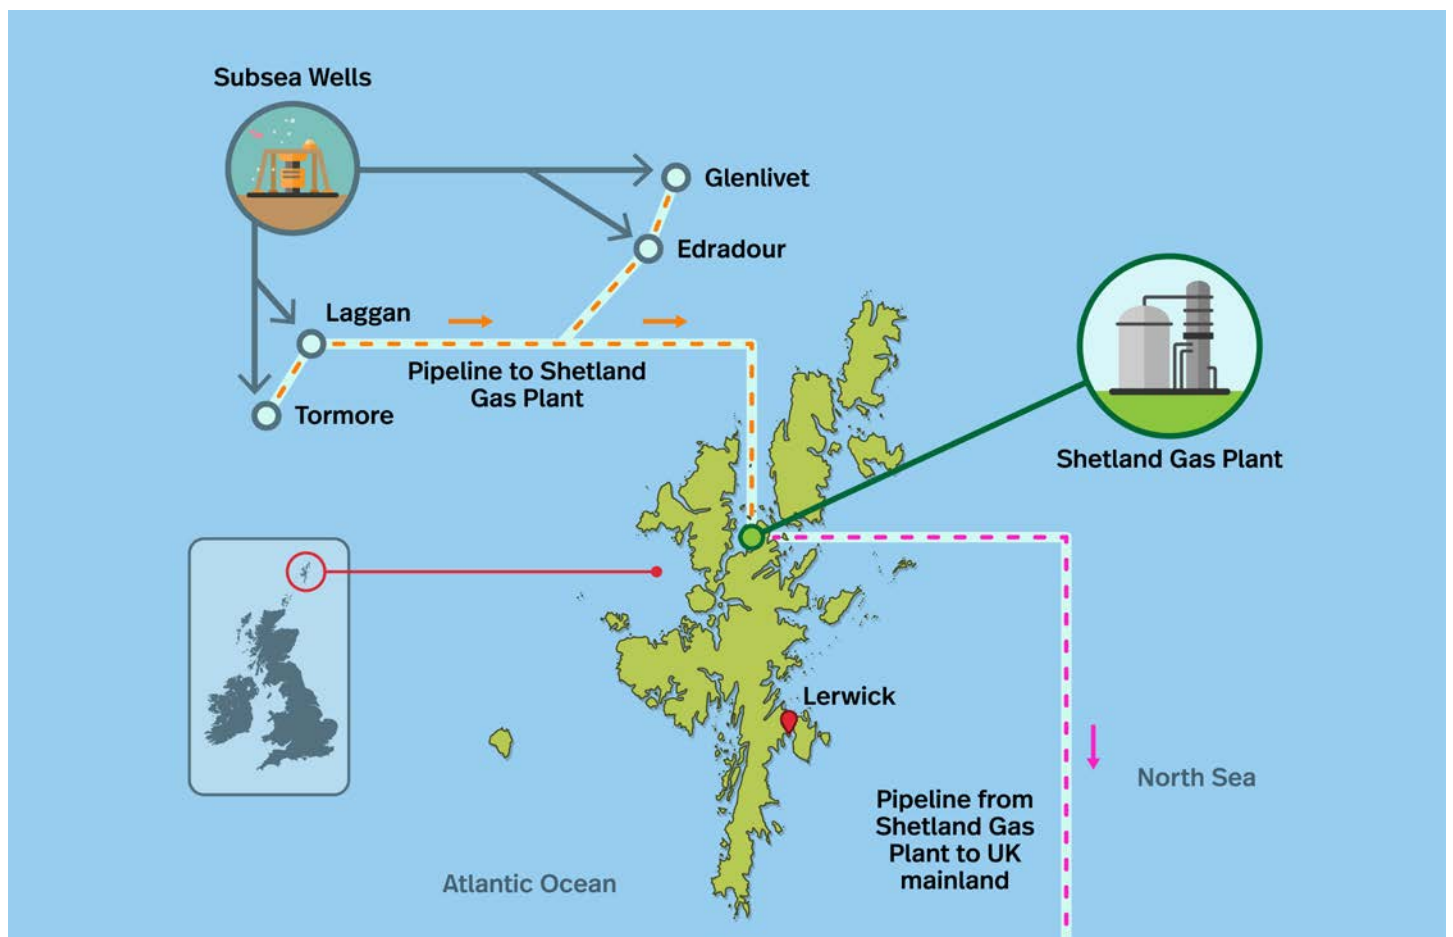 Subsea Wells
Glenlivet
Edradour
Laggan
Pipeline to Shetland
Gas Plant
Tormore
Shetland Gas Plant
Lerwick
North Sea
Pipeline from
Shetland Gas
Plant to UK
mainland
Atlantic Ocean